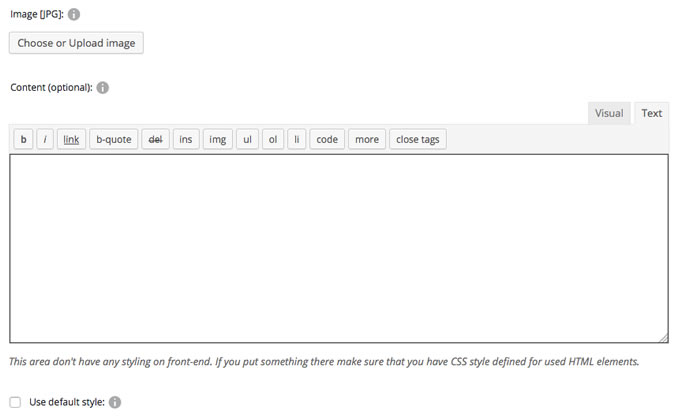 Image [JPG]:
Choose or Upload image
Content (optional):
Visual Text
b i link b-quote del ins img ul ol li code more close tags
This area don't have any styling on front-end. If you put something there make sure that you have CSS style defined for used HTML elements.
Use default style: